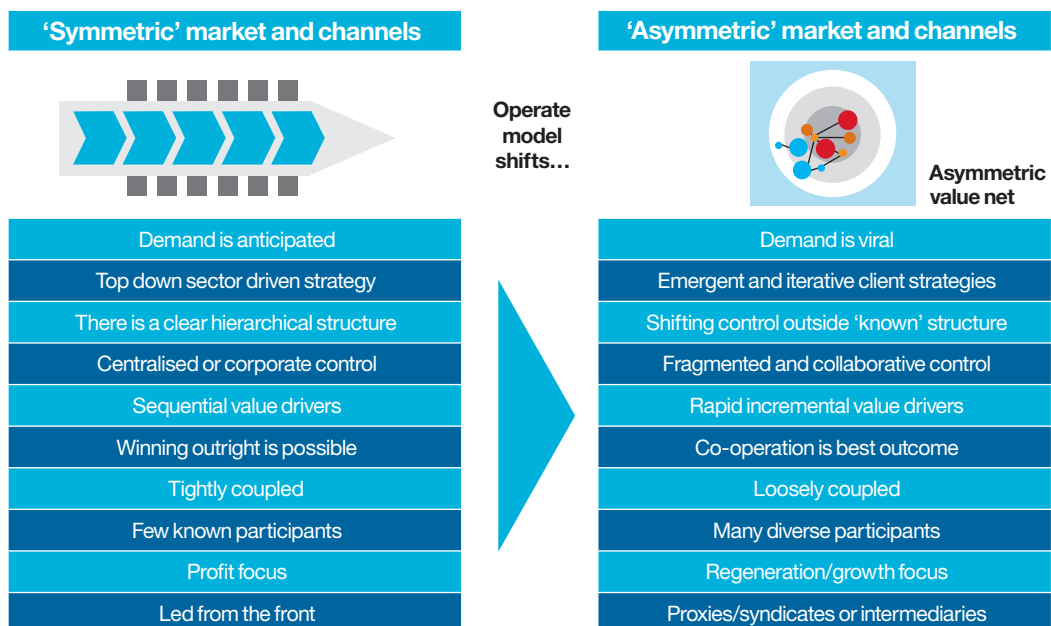 ‘Symmetric’ market and channels
‘Asymmetric’ market and channels
Operate
model
shifts...
Asymmetric
value net
Demand is anticipated
Top down sector driven strategy
There is a clear hierarchical structure
Centralised or corporate control
Sequential value drivers
Winning outright is possible
Tightly coupled
Few known participants
Profit focus
Led from the front
Demand is viral
Emergent and iterative client strategies
Shifting control outside ‘known’ structure
Fragmented and collaborative control
Rapid incremental value drivers
Co-operation is best outcome
Loosely coupled
Many diverse participants
Regeneration/growth focus
Proxies/syndicates or intermediaries